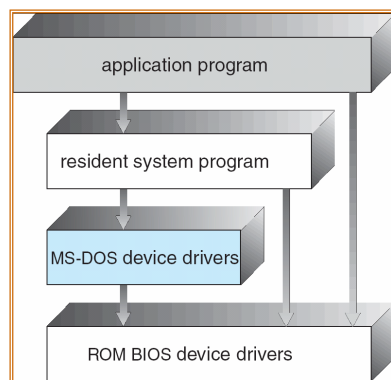 application program
resident system program
MS-DOS device drivers
ROM BIOS device drivers